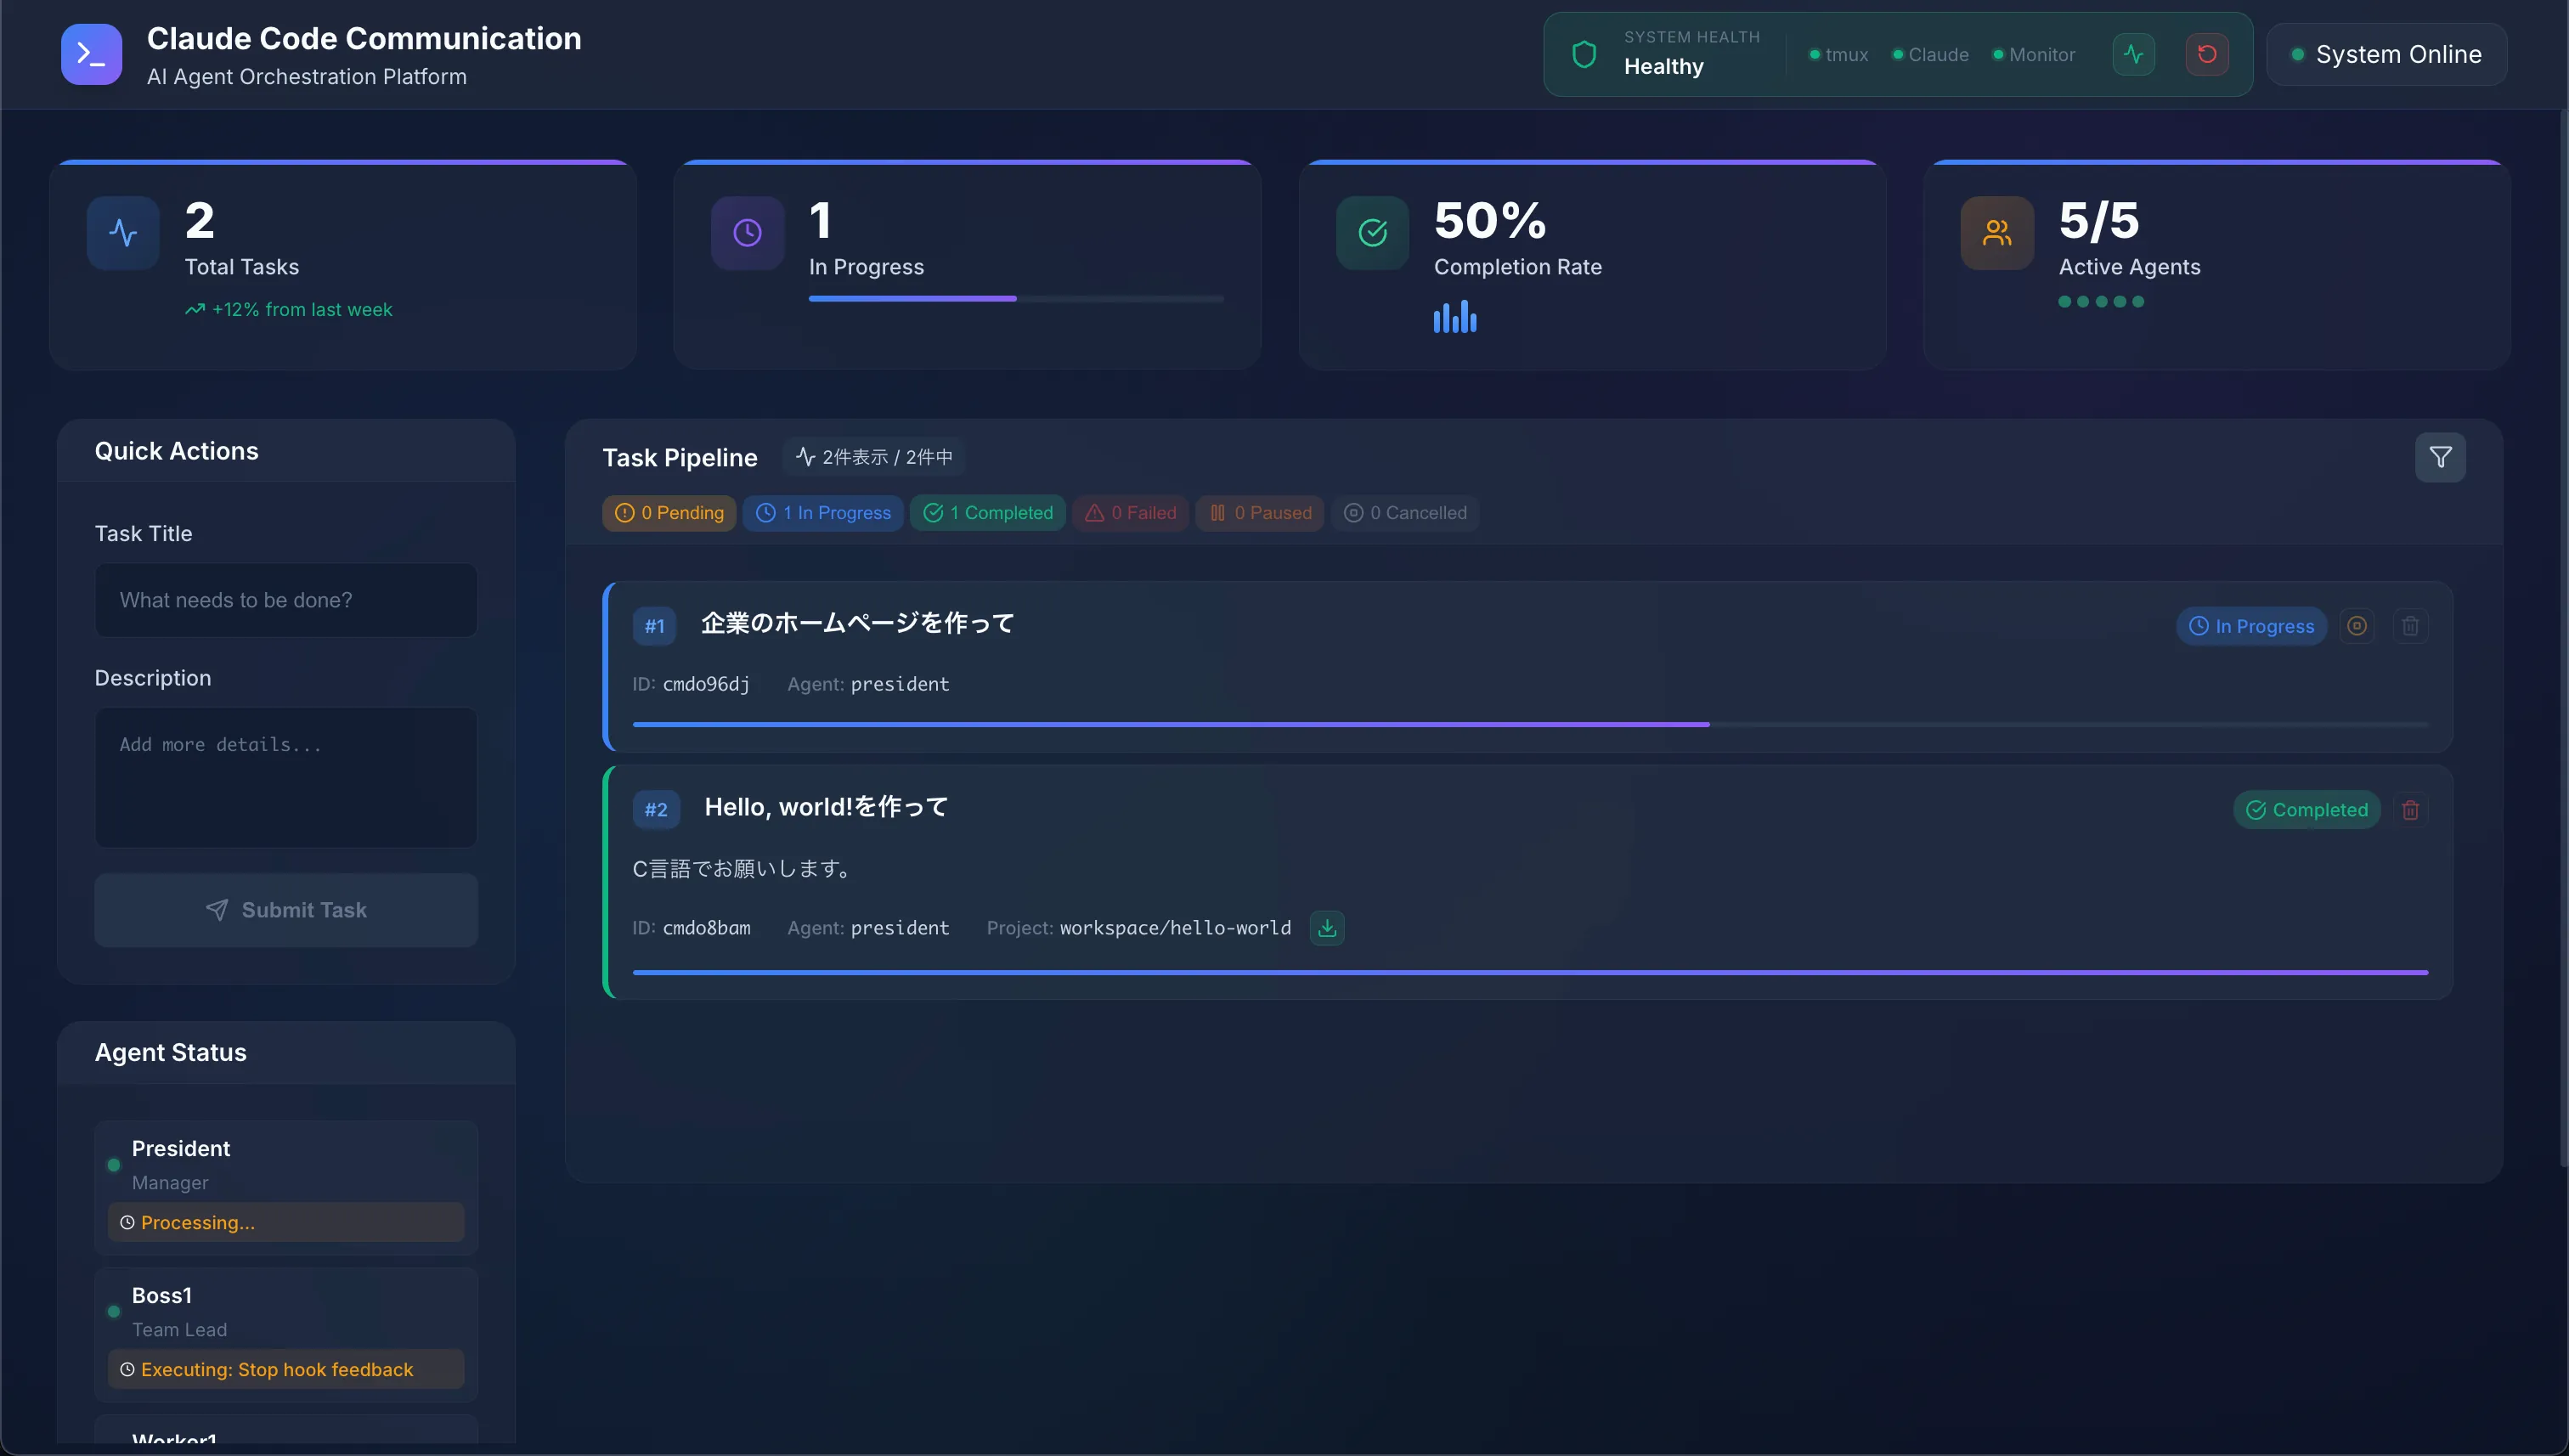 Claude Code Communication
AI Agent Orchestration Platform
SYSTEM HEALTH
Healthy
tmux
Claude
Monitor
System Online
2
Total Tasks
+12% from last week
1
In Progress
50%
Completion Rate
5/5
Active Agents
Quick Actions
Task Title
What needs to be done?
Description
Add more details...
Submit Task
Agent Status
President
Manager
Processing...
Boss1
Team Lead
Executing: Stop hook feedback
Worker1
Task Pipeline
2件表示 / 2件中
0 Pending
1 In Progress
1 Completed
0 Failed
0 Paused
0 Cancelled
#1 企業のホームページを作って
In Progress
ID: cmdo96dj Agent: president
#2 Hello, world!を作って
Completed
C言語でお願いします。
ID: cmdo8bam Agent: president Project: workspace/hello-world